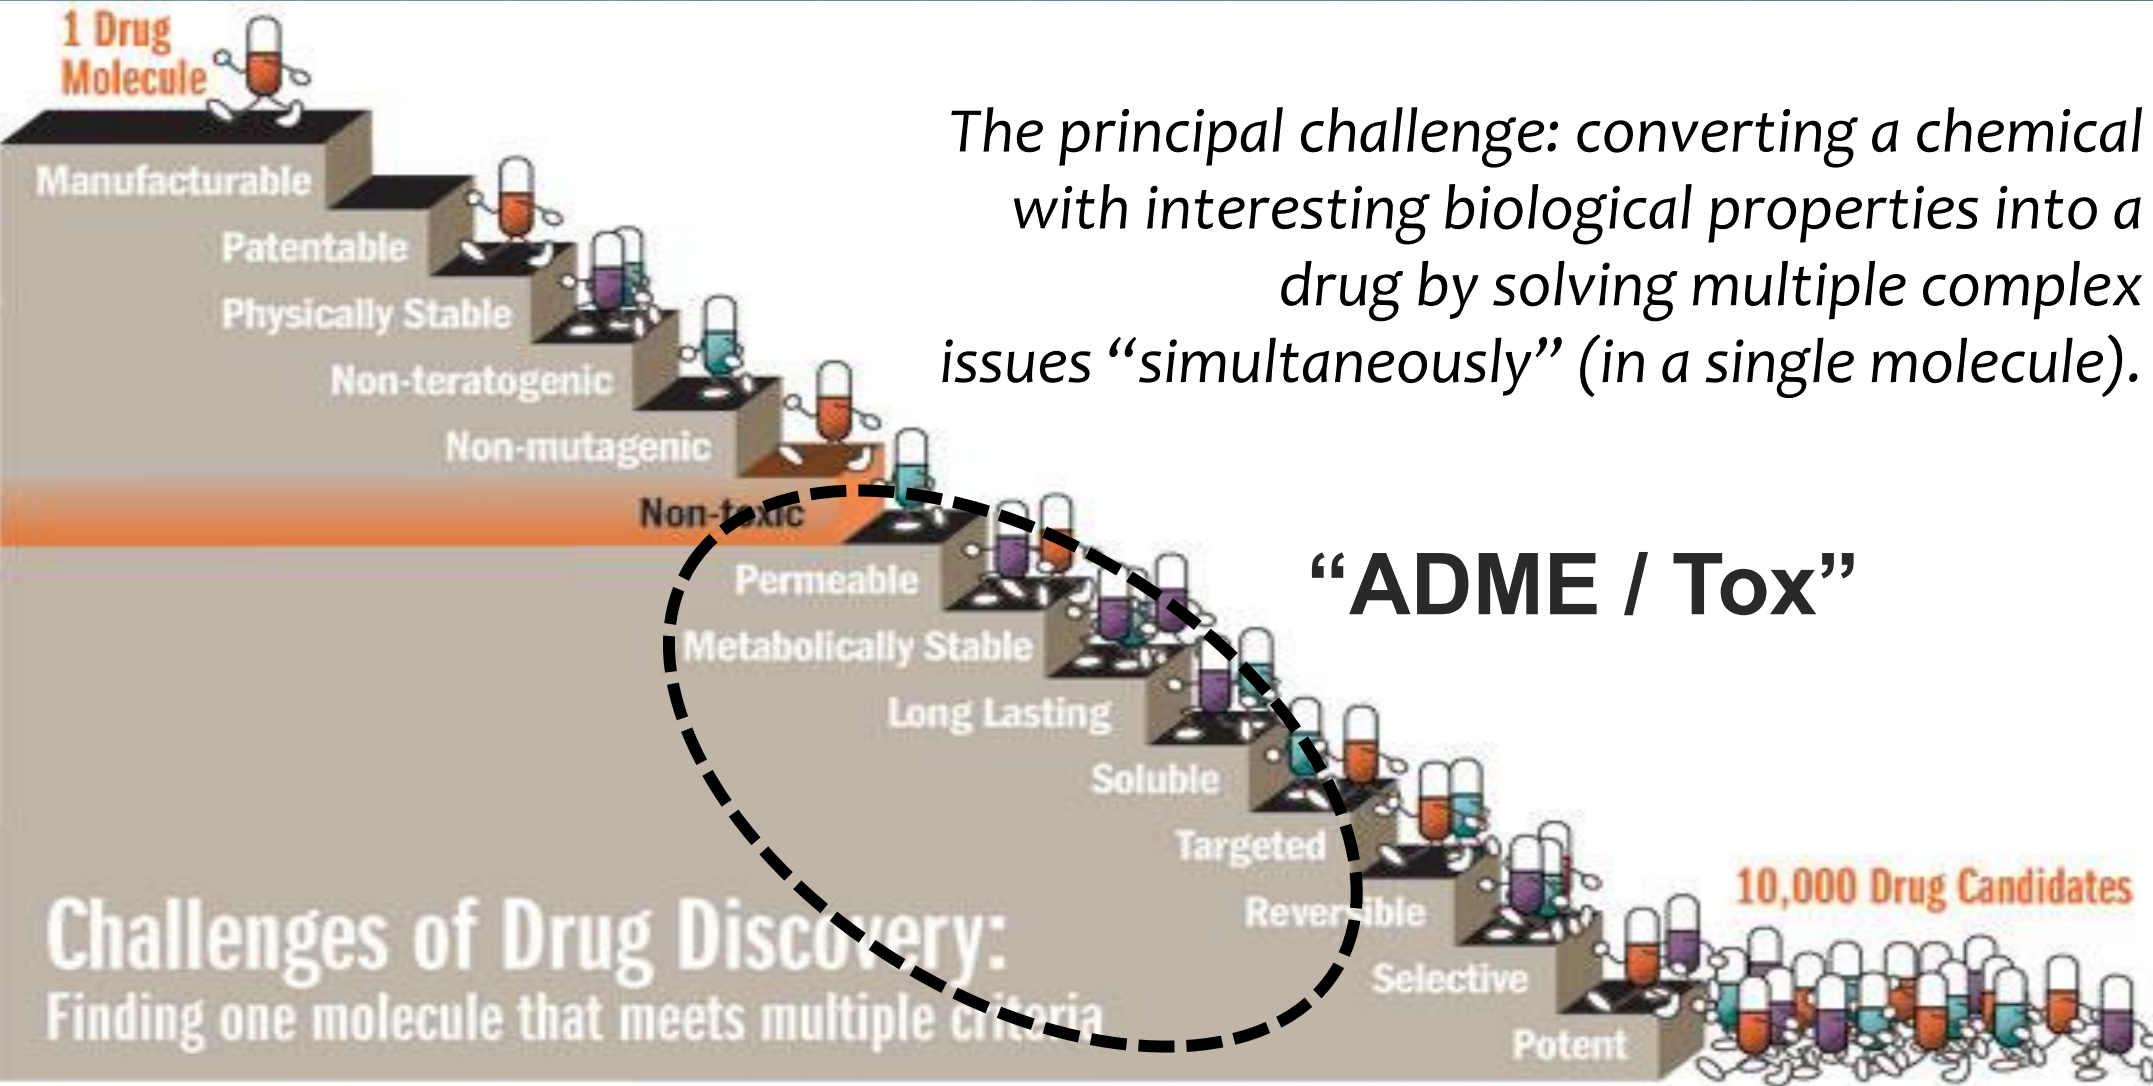 1 Drug
Molecule
The principal challenge: converting a chemical
with interesting biological properties into a
drug by solving multiple complex
issues “simultaneously” (in a single molecule).
Manufacturable
Patentable
Physically Stable
Non-teratogenic
Non-mutagenic
Non-toxic
“ADME / Tox”
Permeable
Metabolically Stable
Long Lasting
Soluble
Targeted
Reversible
Selective
Potent
10,000 Drug Candidates
Challenges of Drug Discovery:
Finding one molecule that meets multiple criteria